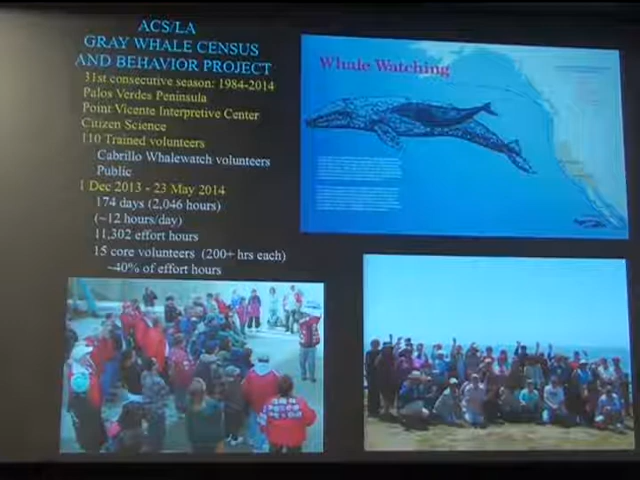 ACS/LA
GRAY WHALE CENSUS
AND BEHAVIOR PROJECT
31st consecutive season: 1984-2014
Palos Verdes Peninsula
Point Vicente Interpretive Center
Citizen Science
110 Trained volunteers
Cabrillo Whalewatch volunteers
Public
1 Dec 2013 - 23 May 2014
174 days (2,046 hours)
(~12 hours/day)
11,302 effort hours
15 core volunteers (200+ hrs each)
~40% of effort hours
Whale Watching